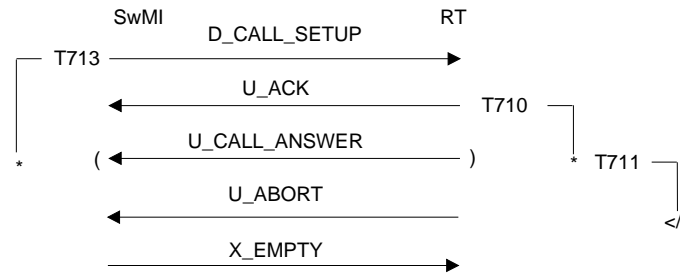 SwMI RT
D_CALL_SETUP
T713
U_ACK
T710
U_CALL_ANSWER
* ( ) * T711
U_ABORT
</
X_EMPTY